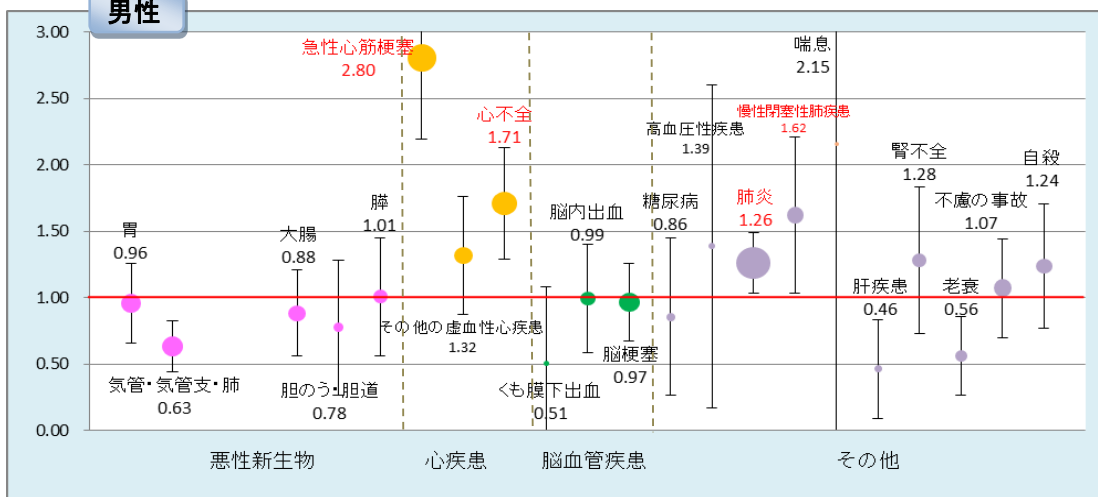 男性
3.00
2.50
2.00
1.50
1.00
0.50
0.00
胃
0.96
気管・気管支・肺
0.63
大腸
0.88
胆のう・胆道
0.78
膵
1.01
急性心筋梗塞
2.80
その他の虚血性心疾患
1.32
心不全
1.71
くも膜下出血
0.51
脳内出血
0.99
脳梗塞
0.97
糖尿病
0.86
高血圧性疾患
1.39
肺炎
1.26
慢性閉塞性肺疾患
1.62
喘息
2.15
肝疾患
0.46
腎不全
1.28
老衰
0.56
不慮の事故
1.07
自殺
1.24
悪性新生物
心疾患
脳血管疾患
その他